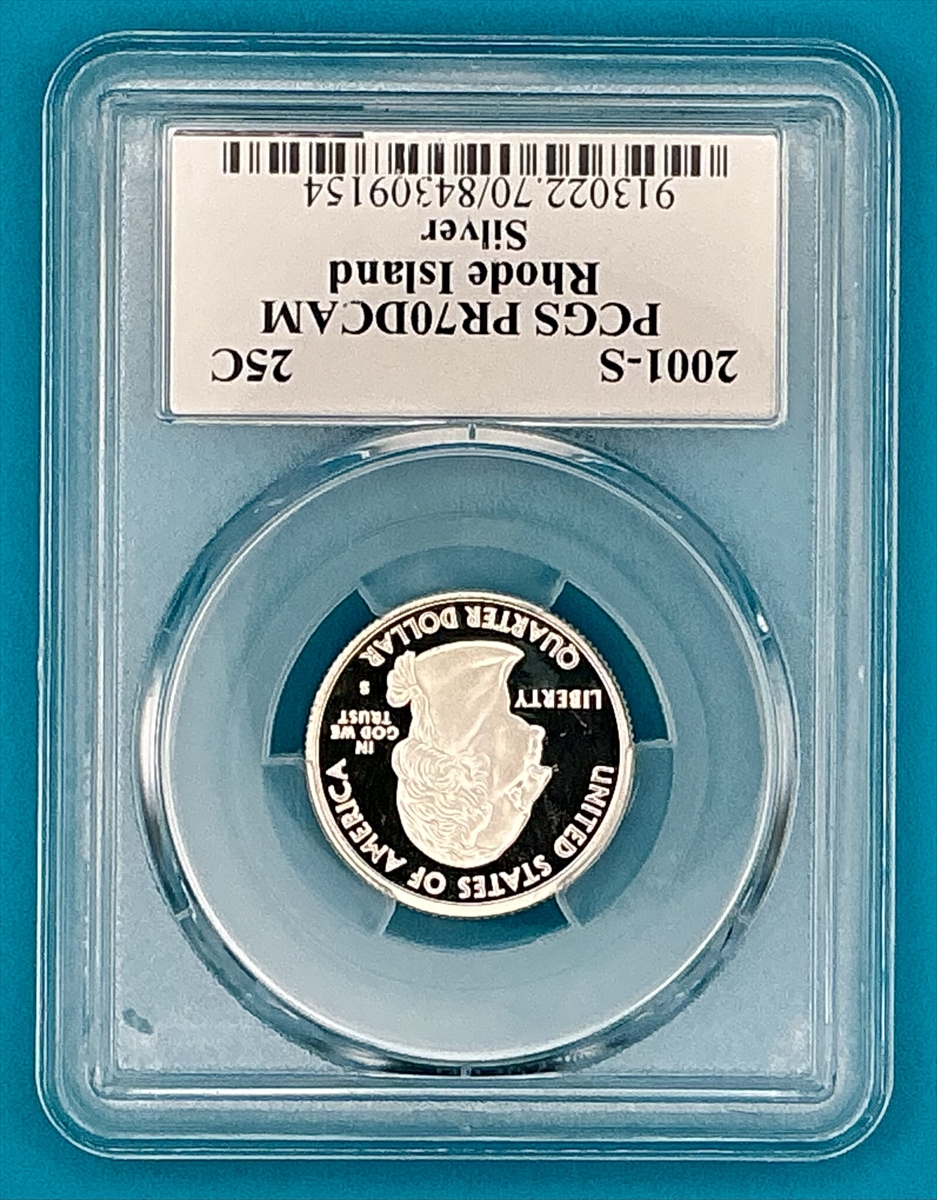 2001-S 25C
PCGS PR70DCAM
Rhode Island
Silver
913022.70/84309154
UNITED STATES OF AMERICA
LIBERTY
IN
GOD WE
TRUST
S
QUARTER DOLLAR